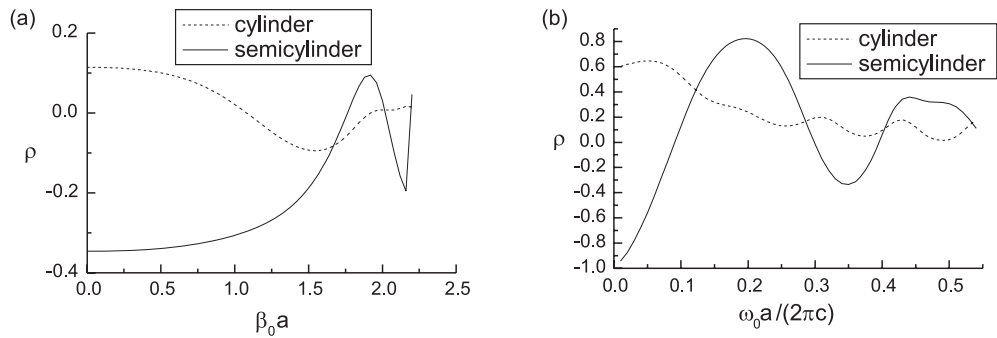 (a)
cylinder
semicylinder
0.2
0.0
-0.2
-0.4
ρ
0.0 0.5 1.0 1.5 2.0 2.5
β₀a
(b)
cylinder
semicylinder
0.8
0.6
0.4
0.2
0.0
-0.2
-0.4
-0.6
-0.8
-1.0
ρ
0.0 0.1 0.2 0.3 0.4 0.5
ω₀a/(2πc)